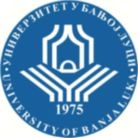 УНИВЕРЗИТЕТ У БАЊОЈ ЛУЦИ
UNIVERSITY OF BANJA LUKA
1975